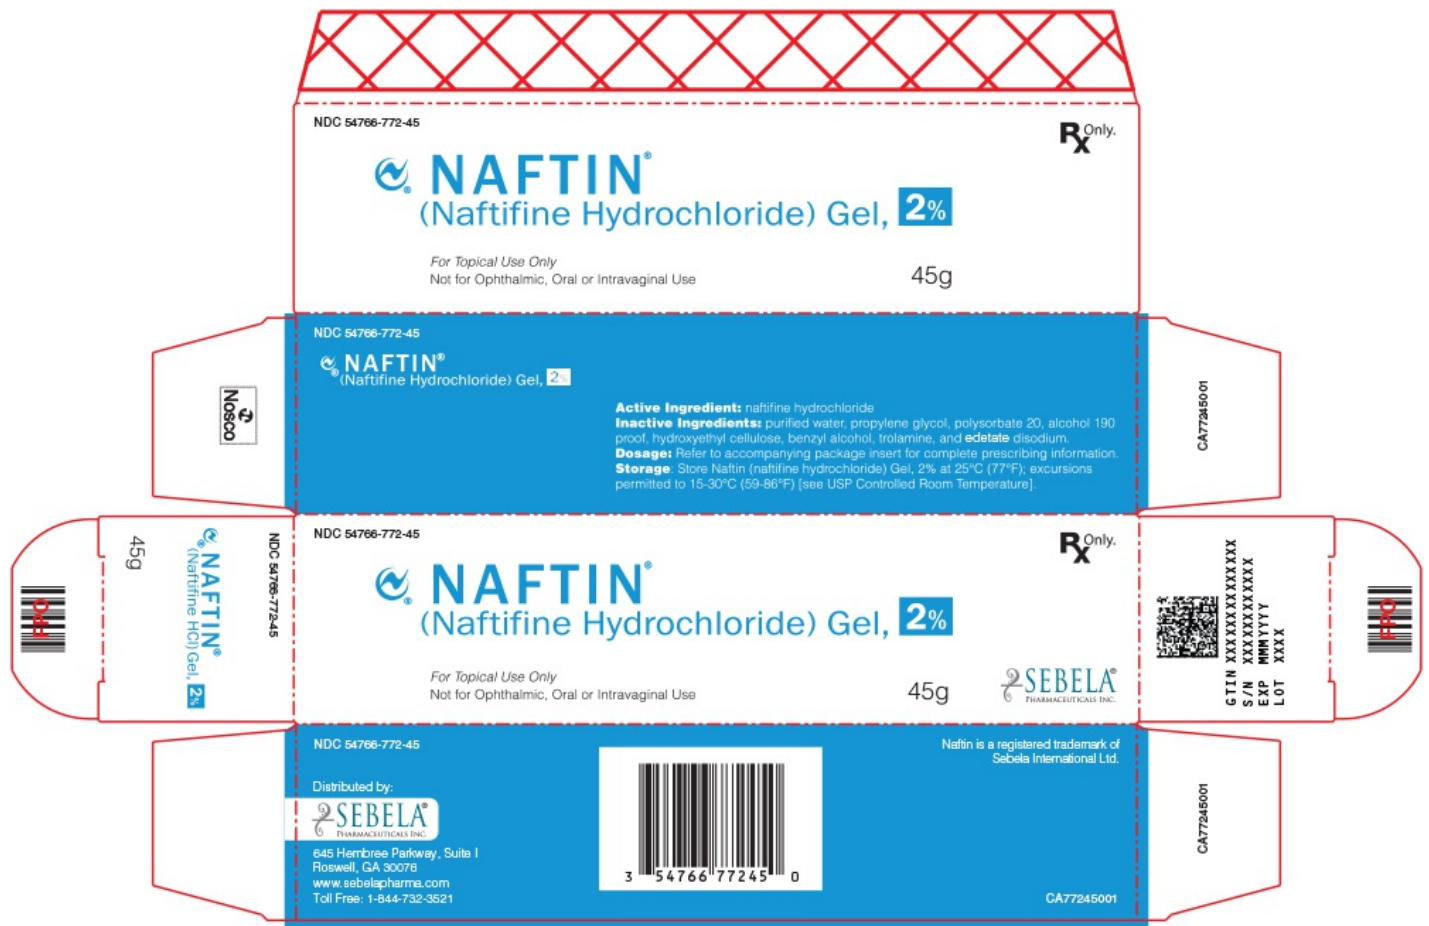 NDC 54766-772-45
Rx Only.
NAFTIN®
(Naftifine Hydrochloride) Gel, 2%
For Topical Use Only
Not for Ophthalmic, Oral or Intravaginal Use
45g
NDC 54766-772-45
NAFTIN®
(Naftifine Hydrochloride) Gel, 2%
Active Ingredient: naftifine hydrochloride
Inactive Ingredients: purified water, propylene glycol, polysorbate 20, alcohol 190
proof, hydroxyethyl cellulose, benzyl alcohol, trolamine, and edetate disodium.
Dosage: Refer to accompanying package insert for complete prescribing information.
Storage: Store Naftin (naftifine hydrochloride) Gel, 2% at 25°C (77°F); excursions
permitted to 15-30°C (59-86°F) [see USP Controlled Room Temperature].
Nosco
CA77245001
FPO
45g
NAFTIN®
(Naftifine HCl) Gel, 2%
NDC 54766-772-45
NDC 54766-772-45
Rx Only.
NAFTIN®
(Naftifine Hydrochloride) Gel, 2%
For Topical Use Only
Not for Ophthalmic, Oral or Intravaginal Use
45g
SEBELA®
PHARMACEUTICALS INC.
GTIN XXXXXXXXXXXXXX
S/N XXXXXXXXXXXX
EXP MMMYYYY
LOT XXXX
FPO
NDC 54766-772-45
Distributed by:
SEBELA®
PHARMACEUTICALS INC.
645 Hembree Parkway, Suite I
Roswell, GA 30076
www.sebelapharma.com
Toll Free: 1-844-732-3521
3 54766 77245 0
Naftin is a registered trademark of
Sebela International Ltd.
CA77245001
CA77245001